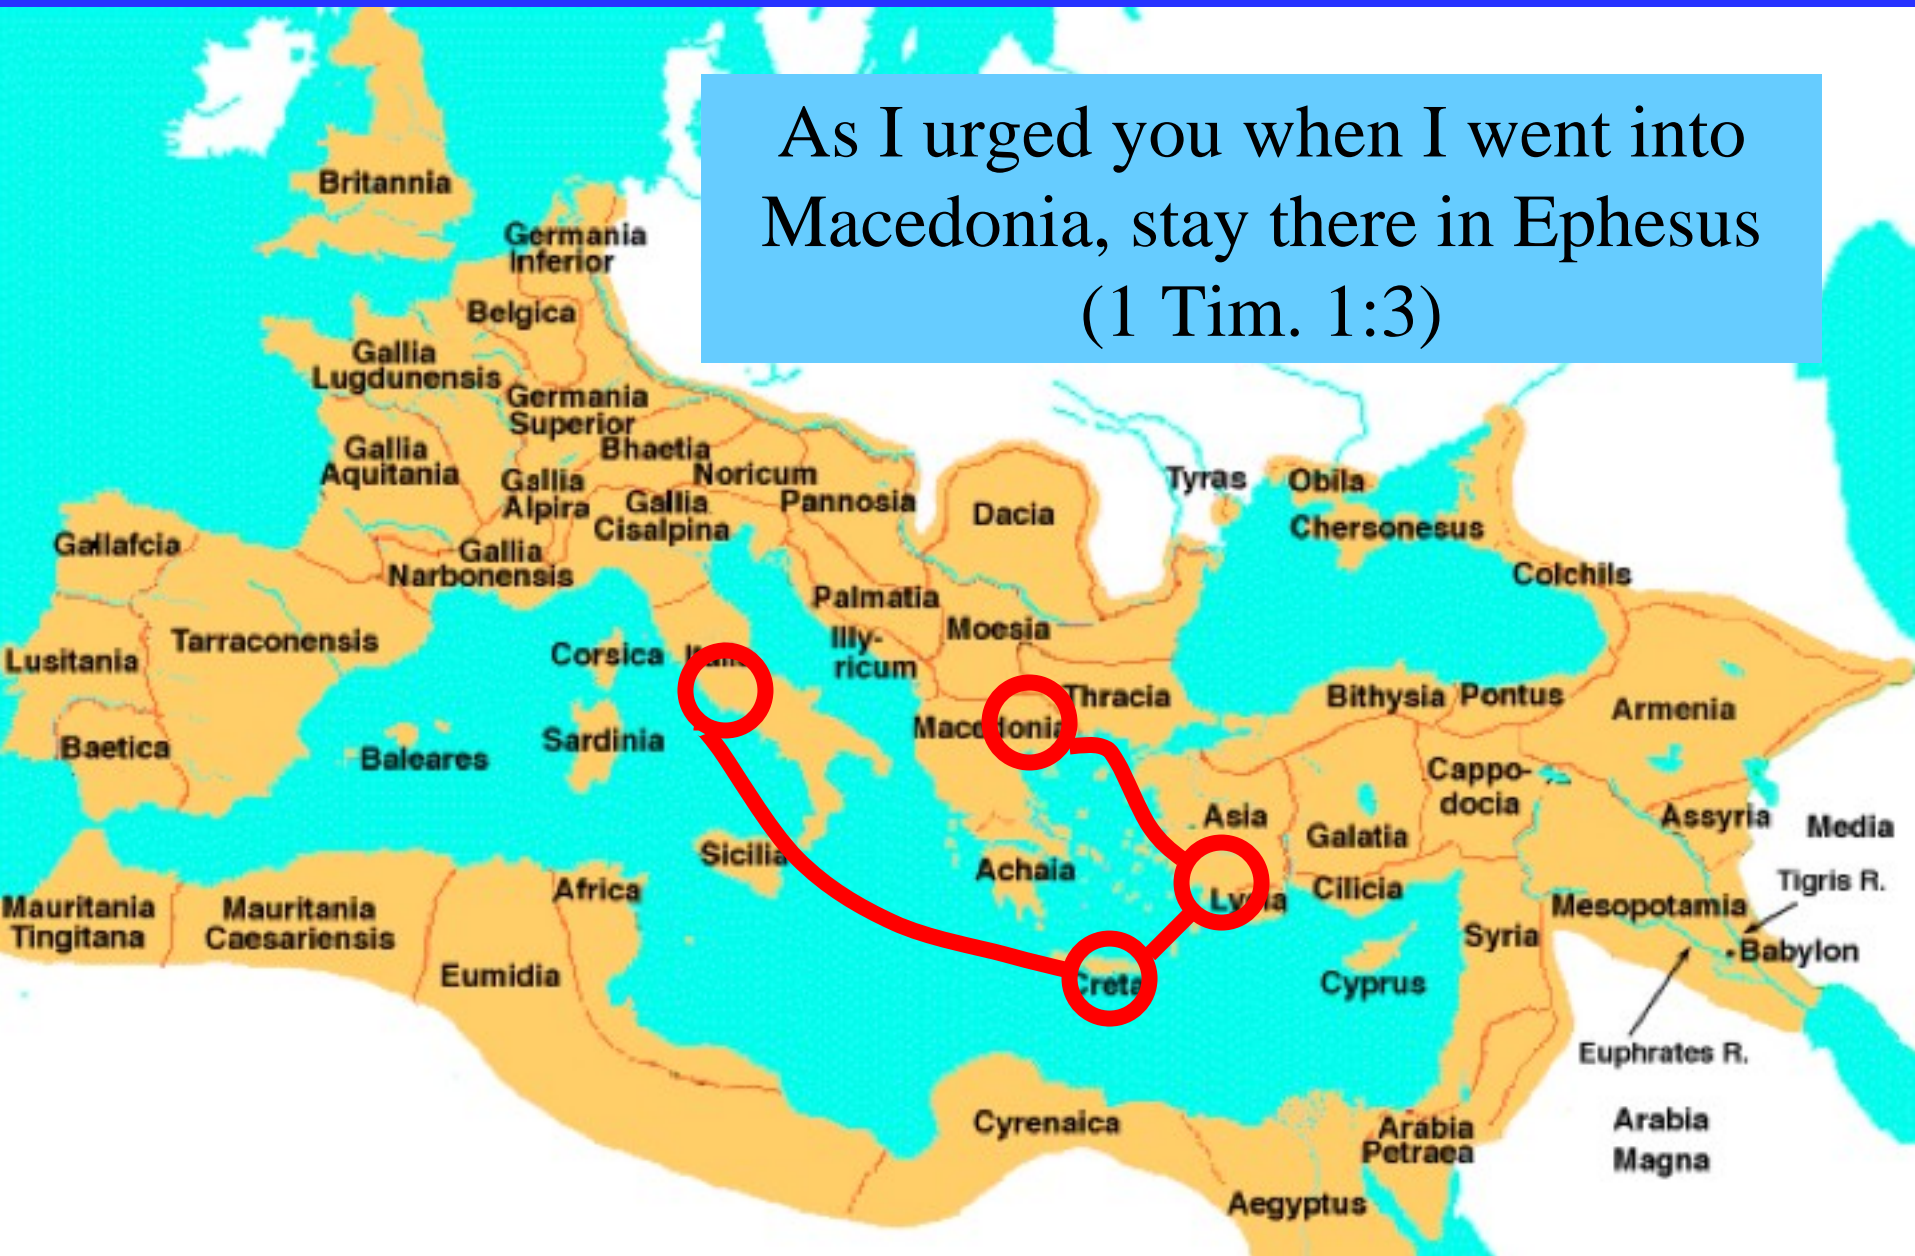 As I urged you when I went into
Macedonia, stay there in Ephesus
(1 Tim. 1:3)
Britannia
Germania
Inferior
Belgica
Gallia
Lugdunensis
Germania
Superior
Bhaetia
Gallia
Aquitania
Noricum
Gallia
Alpira
Gallia
Cisalpina
Pannosia
Dacia
Tyras
Obila
Chersonesus
Gallafcia
Gallia
Narbonensis
Colchils
Palmatia
Moesia
Illy-
ricum
Tarraconensis
Lusitania
Corsica
Thracia
Bithysia
Pontus
Armenia
Macedonia
Sardinia
Baetica
Baleares
Cappo-
docia
Asia
Galatia
Assyria
Media
Sicilia
Achaia
Tigris R.
Africa
Lycia
Cilicia
Mauritania
Tingitana
Mauritania
Caesariensis
Mesopotamia
Syria
Babylon
Eumidia
Creta
Cyprus
Euphrates R.
Cyrenaica
Arabia
Petraea
Arabia
Magna
Aegyptus